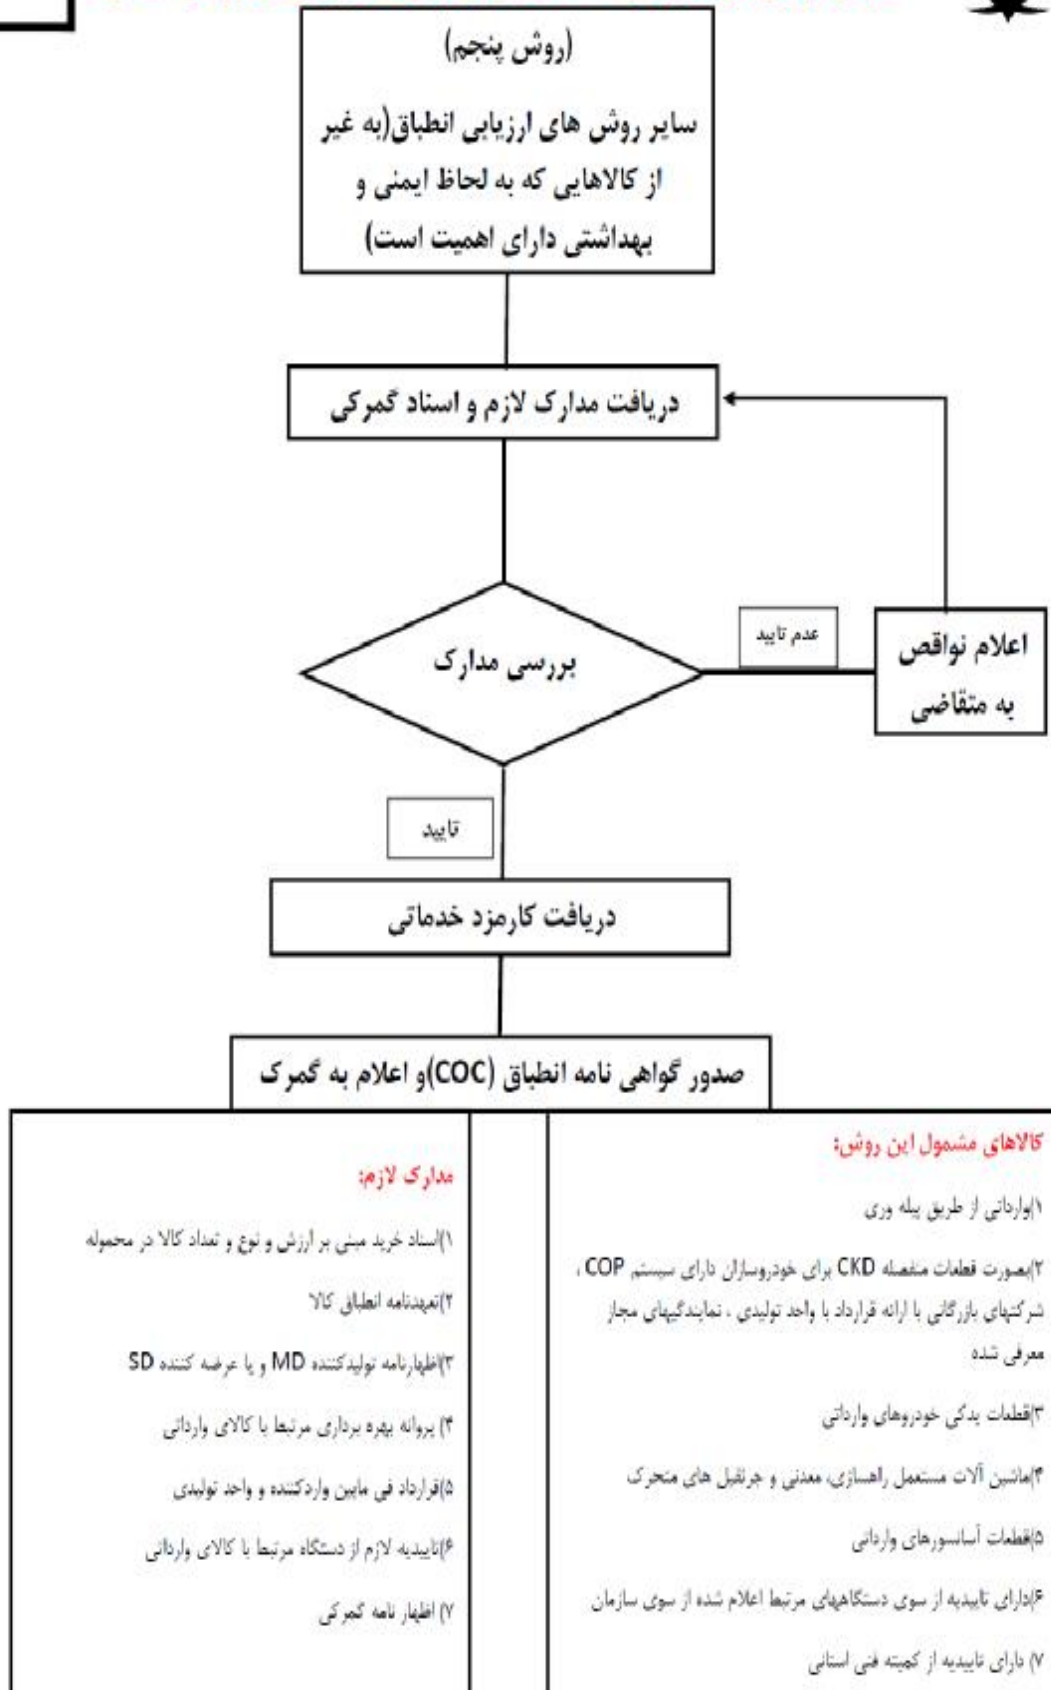 (روش پنجم)
سایر روش های ارزیابی انطباق(به غیر
از کالاهایی که به لحاظ ایمنی و
بهداشتی دارای اهمیت است)
دریافت مدارک لازم و اسناد گمرکی
بررسی مدارک
عدم تایید
اعلام نواقص
به متقاضی
تایید
دریافت کارمزد خدماتی
صدور گواهی نامه انطباق (COC)و اعلام به گمرک
کالاهای مشمول این روش:
۱)وارداتی از طریق پیله وری
۲)بصورت قطعات منفصله CKD برای خودروسازان دارای سیستم COP ،
شرکتهای بازرگانی با ارائه قرارداد با واحد تولیدی ، نمایندگیهای مجاز
معرفی شده
۳)قطعات یدکی خودروهای وارداتی
۴)ماشین آلات مستعمل راهسازی، معدنی و جرثقیل های متحرک
۵)قطعات آسانسورهای وارداتی
۶)دارای تاییدیه از سوی دستگاههای مرتبط اعلام شده از سوی سازمان
۷) دارای تاییدیه از کمیته فنی استانی
مدارک لازم:
۱)اسناد خرید مبنی بر ارزش و نوع و تعداد کالا در محموله
۲)تعهدنامه انطباق کالا
۳)اظهارنامه تولیدکننده MD و یا عرضه کننده SD
۴) پروانه بهره برداری مرتبط با کالای وارداتی
۵)قرارداد فی مابین واردکننده و واحد تولیدی
۶)تاییدیه لازم از دستگاه مرتبط با کالای وارداتی
۷) اظهار نامه گمرکی